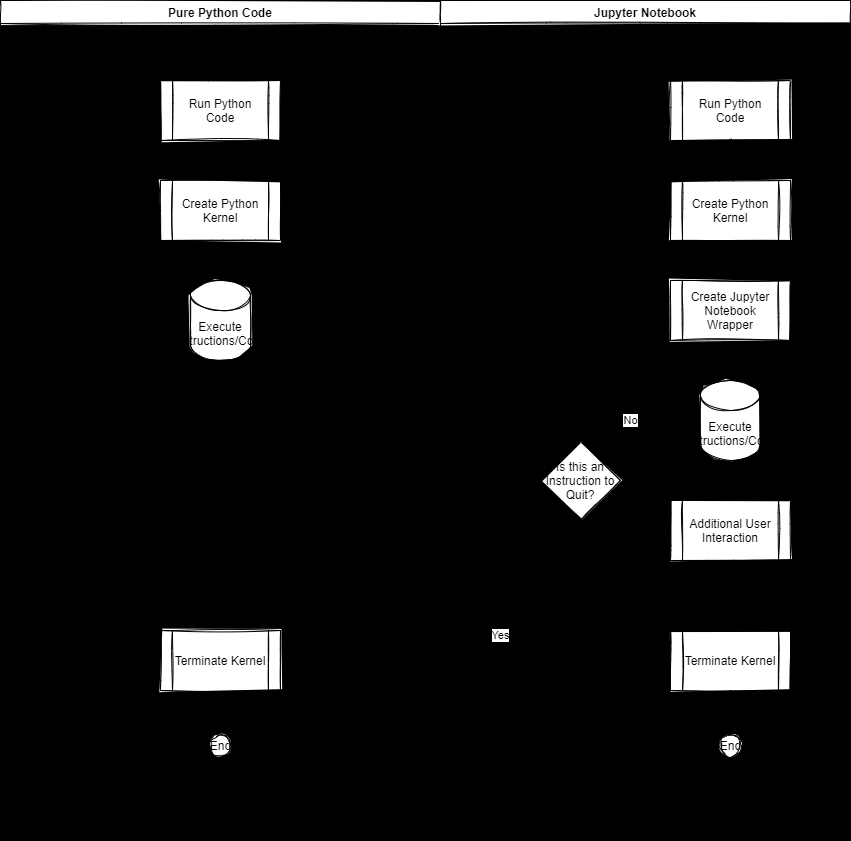 Pure Python Code
Jupyter Notebook
Run Python
Code
Run Python
Code
Create Python
Kernel
Create Python
Kernel
Execute
tructions/Co
Create Jupyter
Notebook
Wrapper
No
Execute
tructions/Co
Is this an
Instruction to
Quit?
Additional User
Interaction
Yes
Terminate Kernel
Terminate Kernel
End
End